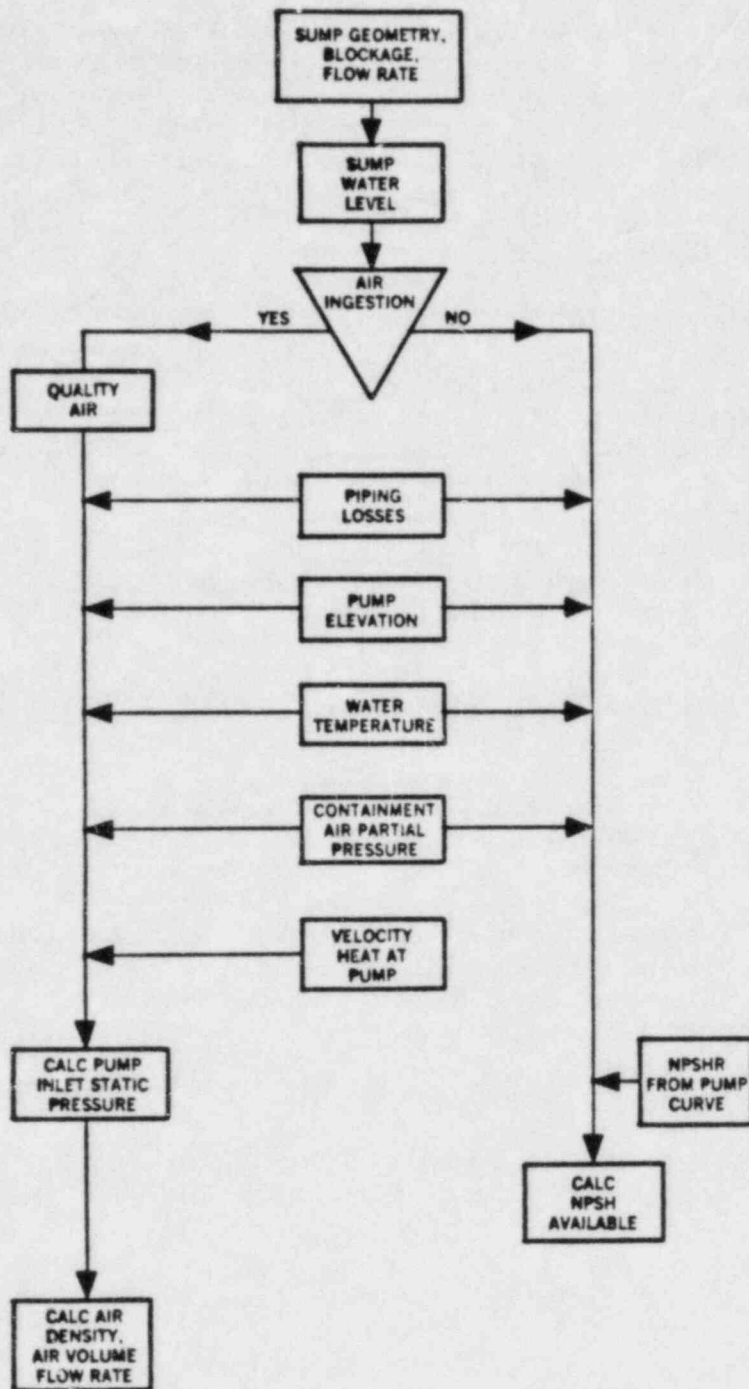 SUMP GEOMETRY,
BLOCKAGE,
FLOW RATE
SUMP
WATER
LEVEL
AIR
INGESTION
YES
NO
QUALITY
AIR
PIPING
LOSSES
PUMP
ELEVATION
WATER
TEMPERATURE
CONTAINMENT
AIR PARTIAL
PRESSURE
VELOCITY
HEAT AT
PUMP
CALC PUMP
INLET STATIC
PRESSURE
NPSHR
FROM PUMP
CURVE
CALC
NPSH
AVAILABLE
CALC AIR
DENSITY,
AIR VOLUME
FLOW RATE